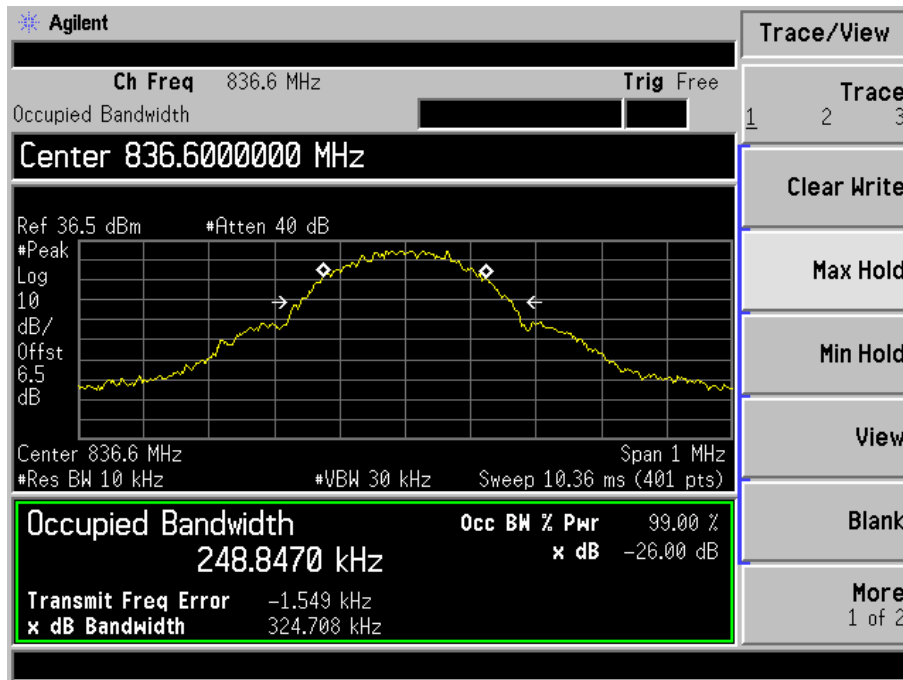 Agilent
Trace/View
Ch Freq 836.6 MHz Trig Free
Occupied Bandwidth
Center 836.6000000 MHz
Ref 36.5 dBm #Atten 40 dB
#Peak
Log
10
dB/
Offst
6.5
dB
Center 836.6 MHz Span 1 MHz
#Res BW 10 kHz #VBW 30 kHz Sweep 10.36 ms (401 pts)
Occupied Bandwidth
248.8470 kHz
Occ BW % Pwr 99.00 %
x dB -26.00 dB
Transmit Freq Error -1.549 kHz
x dB Bandwidth 324.708 kHz
Trace
1 2 3
Clear Write
Max Hold
Min Hold
View
Blank
More
1 of 2